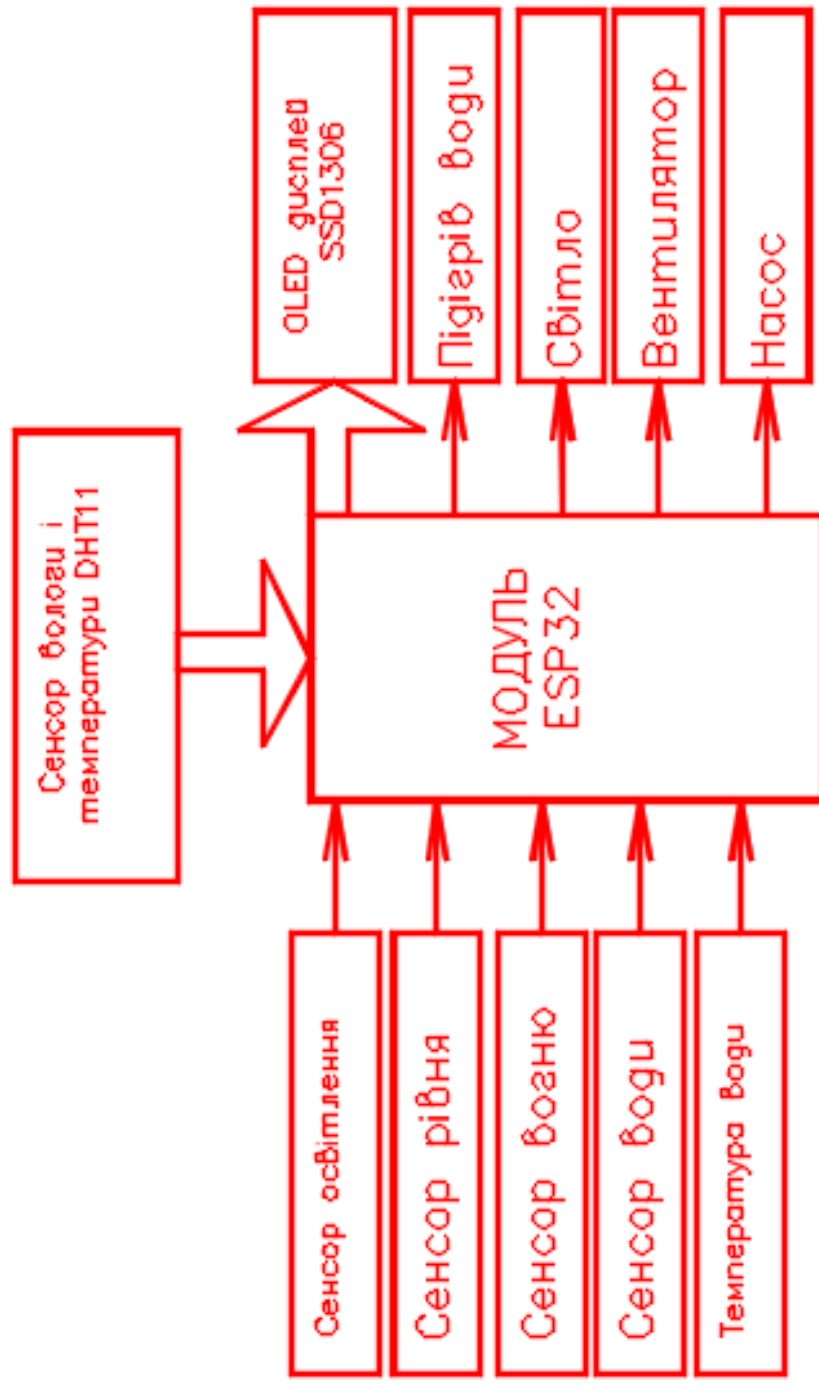 Сенсор вологи і
температури DHT11
Сенсор освітлення
Сенсор рівня
Сенсор вогню
Сенсор води
Температура води
МОДУЛЬ
ESP32
OLED дисплей
SSD1306
Підігрів води
Світло
Вентилятор
Насос